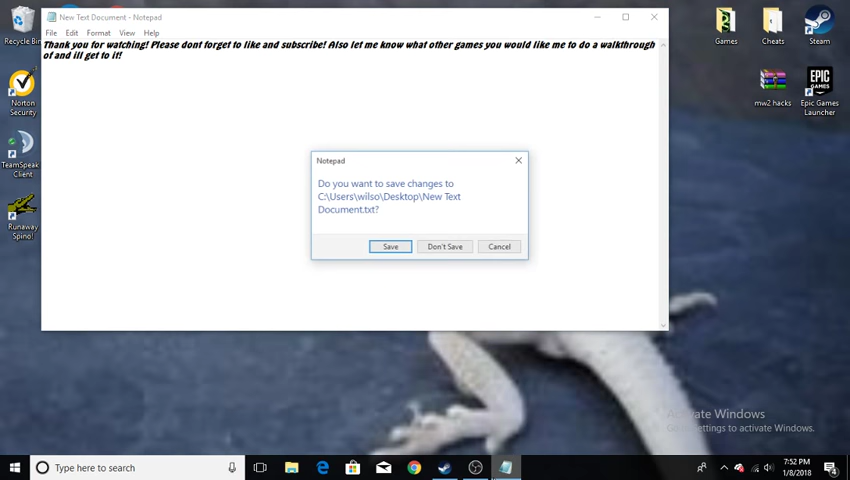 New Text Document - Notepad
File Edit Format View Help
Thank you for watching! Please dont forget to like and subscribe! Also let me know what other games you would like me to do a walkthrough
of and ill get to it!
Notepad
Do you want to save changes to
C:\Users\wilso\Desktop\New Text
Document.txt?
Save Don't Save Cancel
Recycle Bin
Norton
Security
TeamSpeak
Client
Runaway
Spino!
Games
Cheats
Steam
mw2 hacks
EPIC
GAMES
Epic Games
Launcher
Activate Windows
Go to Settings to activate Windows.
Type here to search
7:52 PM
1/8/2018
4